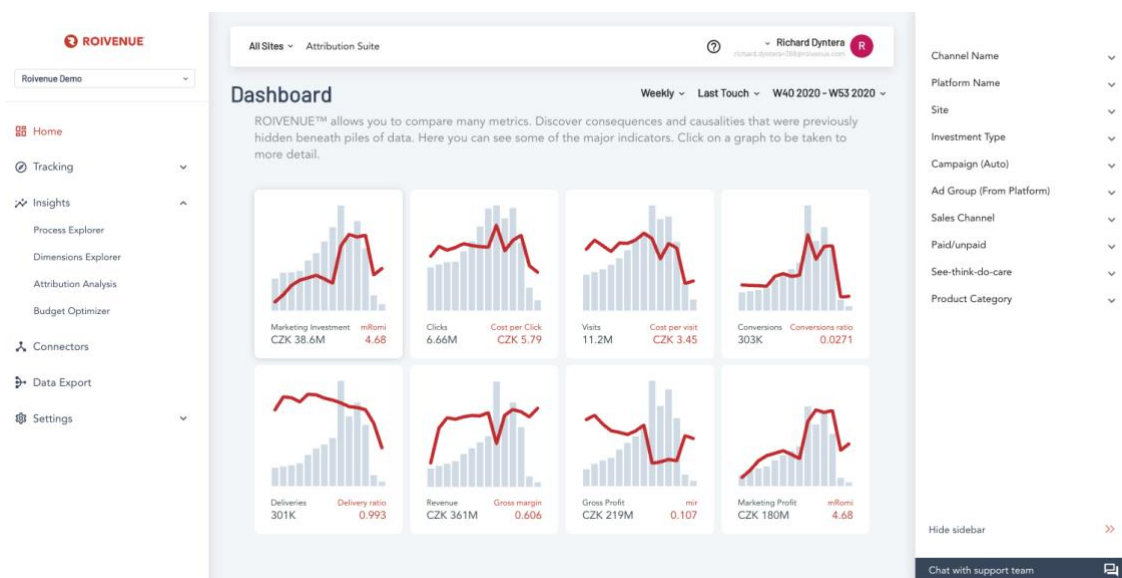 ROIVENUE
Roivenue Demo
Home
Tracking
Insights
Process Explorer
Dimensions Explorer
Attribution Analysis
Budget Optimizer
Connectors
Data Export
Settings
All Sites Attribution Suite
Richard Dyntera
R
Dashboard
Weekly Last Touch W40 2020 - W53 2020
ROIVENUE™ allows you to compare many metrics. Discover consequences and causalities that were previously
hidden beneath piles of data. Here you can see some of the major indicators. Click on a graph to be taken to
more detail.
Marketing Investment mRomi
CZK 38.6M 4.68
Clicks Cost per Click
6.66M CZK 5.79
Visits Cost per visit
11.2M CZK 3.45
Conversions Conversions ratio
303K 0.0271
Deliveries Delivery ratio
301K 0.993
Revenue Gross margin
CZK 361M 0.606
Gross Profit mir
CZK 219M 0.107
Marketing Profit mRomi
CZK 180M 4.68
Channel Name
Platform Name
Site
Investment Type
Campaign (Auto)
Ad Group (From Platform)
Sales Channel
Paid/unpaid
See-think-do-care
Product Category
Hide sidebar
Chat with support team